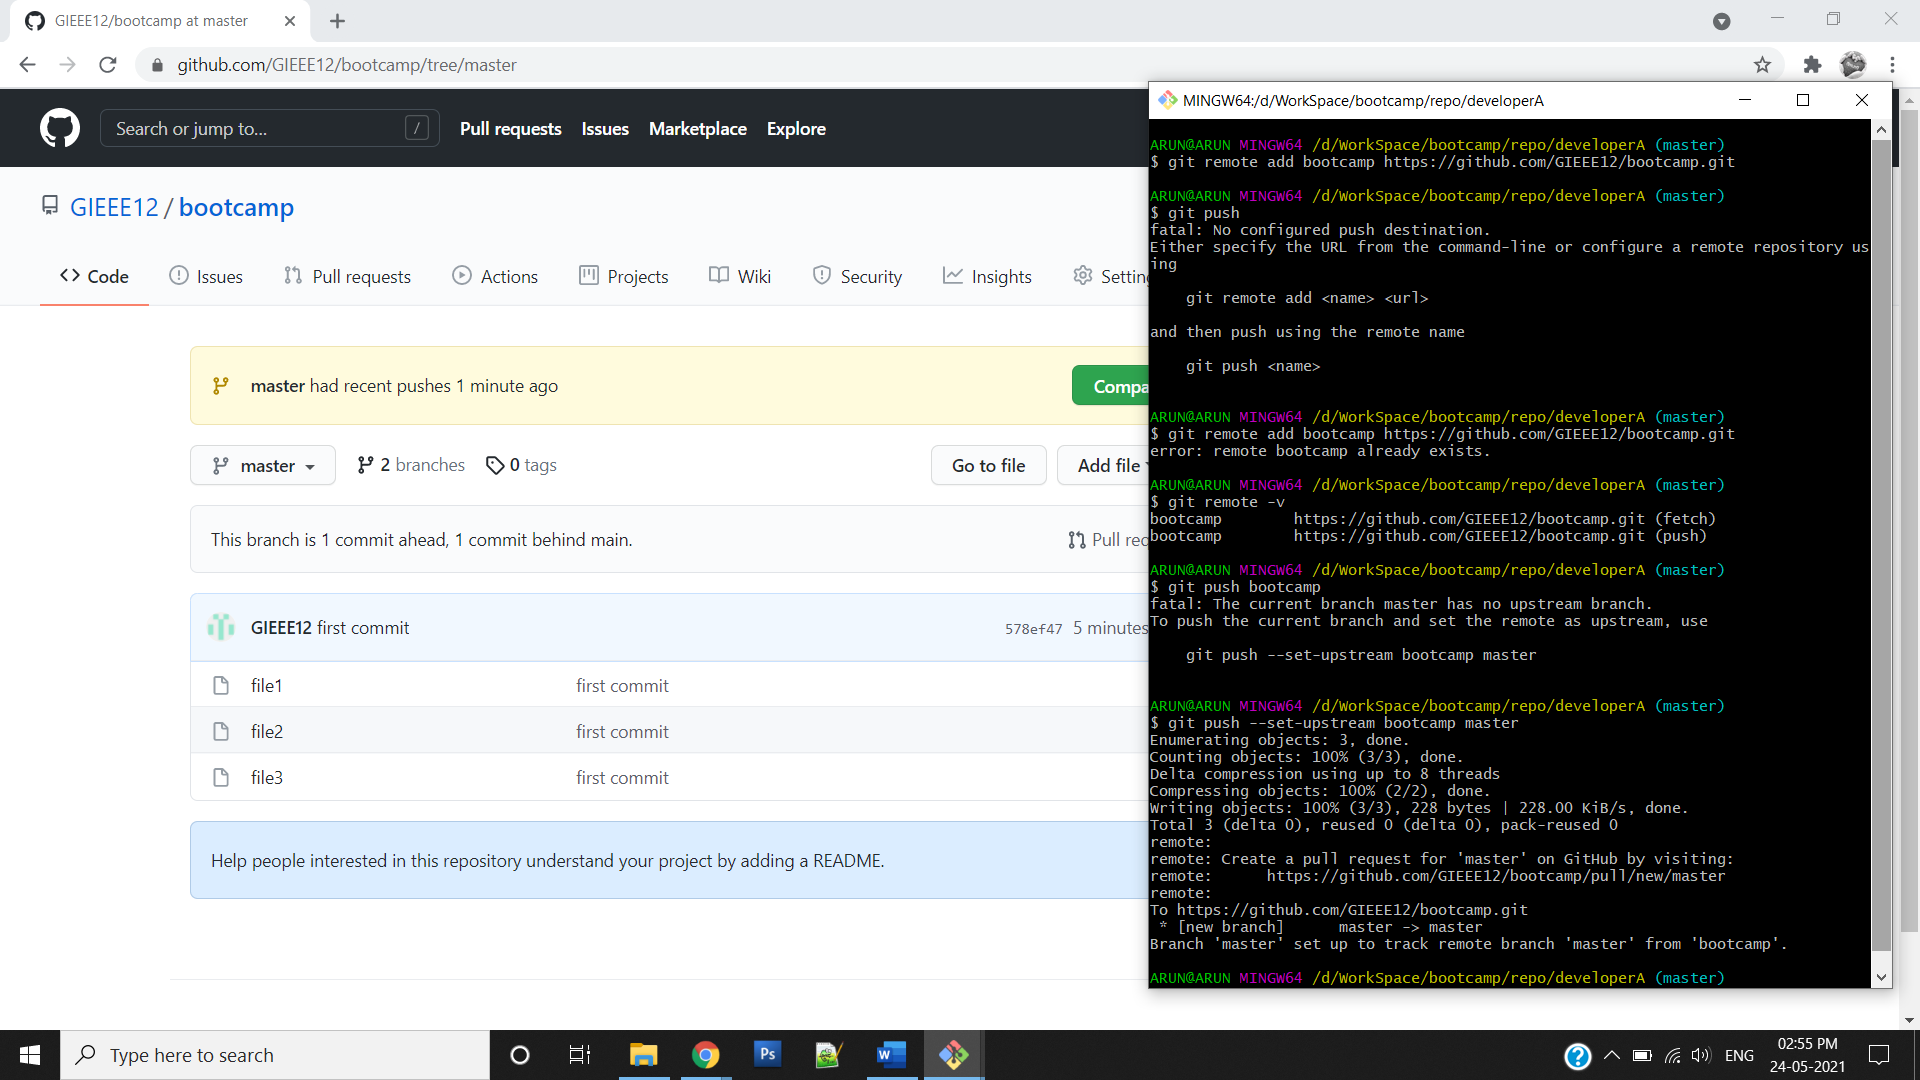 GIEEE12/bootcamp at master
github.com/GIEEE12/bootcamp/tree/master
Search or jump to...
/
Pull requests
Issues
Marketplace
Explore
GIEEE12 / bootcamp
Code
Issues
Pull requests
Actions
Projects
Wiki
Security
Insights
Settin
master had recent pushes 1 minute ago
Compa
master
2 branches
0 tags
Go to file
Add file
This branch is 1 commit ahead, 1 commit behind main.
Pull req
GIEEE12 first commit
578ef47 5 minutes
file1 first commit
file2 first commit
file3 first commit
Help people interested in this repository understand your project by adding a README.
MINGW64:/d/WorkSpace/bootcamp/repo/developerA
ARUN@ARUN MINGW64 /d/WorkSpace/bootcamp/repo/developerA (master)
$ git remote add bootcamp https://github.com/GIEEE12/bootcamp.git
ARUN@ARUN MINGW64 /d/WorkSpace/bootcamp/repo/developerA (master)
$ git push
fatal: No configured push destination.
Either specify the URL from the command-line or configure a remote repository us
ing
git remote add <name> <url>
and then push using the remote name
git push <name>
ARUN@ARUN MINGW64 /d/WorkSpace/bootcamp/repo/developerA (master)
$ git remote add bootcamp https://github.com/GIEEE12/bootcamp.git
error: remote bootcamp already exists.
ARUN@ARUN MINGW64 /d/WorkSpace/bootcamp/repo/developerA (master)
$ git remote -v
bootcamp https://github.com/GIEEE12/bootcamp.git (fetch)
bootcamp https://github.com/GIEEE12/bootcamp.git (push)
ARUN@ARUN MINGW64 /d/WorkSpace/bootcamp/repo/developerA (master)
$ git push bootcamp
fatal: The current branch master has no upstream branch.
To push the current branch and set the remote as upstream, use
git push --set-upstream bootcamp master
ARUN@ARUN MINGW64 /d/WorkSpace/bootcamp/repo/developerA (master)
$ git push --set-upstream bootcamp master
Enumerating objects: 3, done.
Counting objects: 100% (3/3), done.
Delta compression using up to 8 threads
Compressing objects: 100% (2/2), done.
Writing objects: 100% (3/3), 228 bytes | 228.00 KiB/s, done.
Total 3 (delta 0), reused 0 (delta 0), pack-reused 0
remote:
remote: Create a pull request for 'master' on GitHub by visiting:
remote: https://github.com/GIEEE12/bootcamp/pull/new/master
remote:
To https://github.com/GIEEE12/bootcamp.git
* [new branch] master -> master
Branch 'master' set up to track remote branch 'master' from 'bootcamp'.
ARUN@ARUN MINGW64 /d/WorkSpace/bootcamp/repo/developerA (master)
Type here to search
Ps
ENG
02:55 PM
24-05-2021